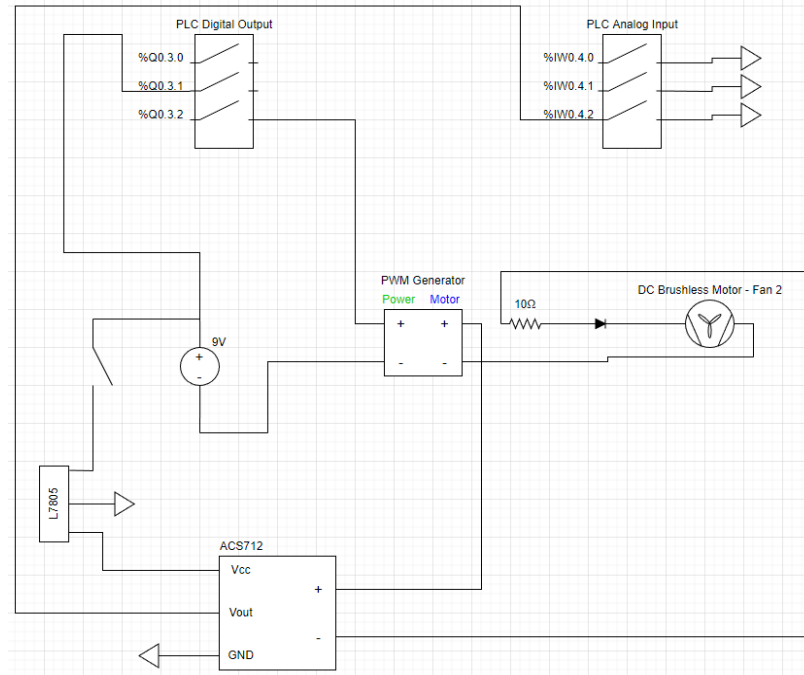 PLC Digital Output
PLC Analog Input
%Q0.3.0
%Q0.3.1
%Q0.3.2
%IW0.4.0
%IW0.4.1
%IW0.4.2
PWM Generator
Power Motor
+ +
- -
10Ω
DC Brushless Motor - Fan 2
9V
+
-
L7805
ACS712
Vcc
+
Vout
-
GND